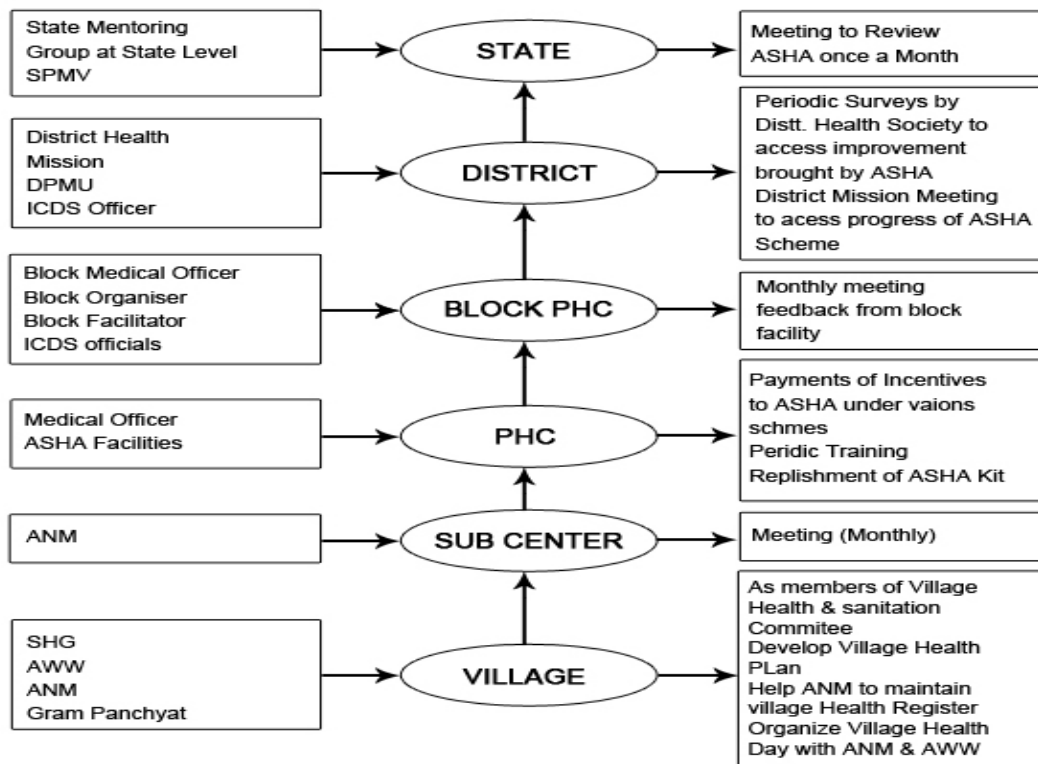 State Mentoring
Group at State Level
SPMV
STATE
Meeting to Review
ASHA once a Month
District Health
Mission
DPMU
ICDS Officer
DISTRICT
Periodic Surveys by
Distt. Health Society to
access improvement
brought by ASHA
District Mission Meeting
to acess progress of ASHA
Scheme
Block Medical Officer
Block Organiser
Block Facilitator
ICDS officials
BLOCK PHC
Monthly meeting
feedback from block
facility
Medical Officer
ASHA Facilities
PHC
Payments of Incentives
to ASHA under vaions
schmes
Peridic Training
Replishment of ASHA Kit
ANM
SUB CENTER
Meeting (Monthly)
SHG
AWW
ANM
Gram Panchyat
VILLAGE
As members of Village
Health & sanitation
Commitee
Develop Village Health
PLan
Help ANM to maintain
village Health Register
Organize Village Health
Day with ANM & AWW